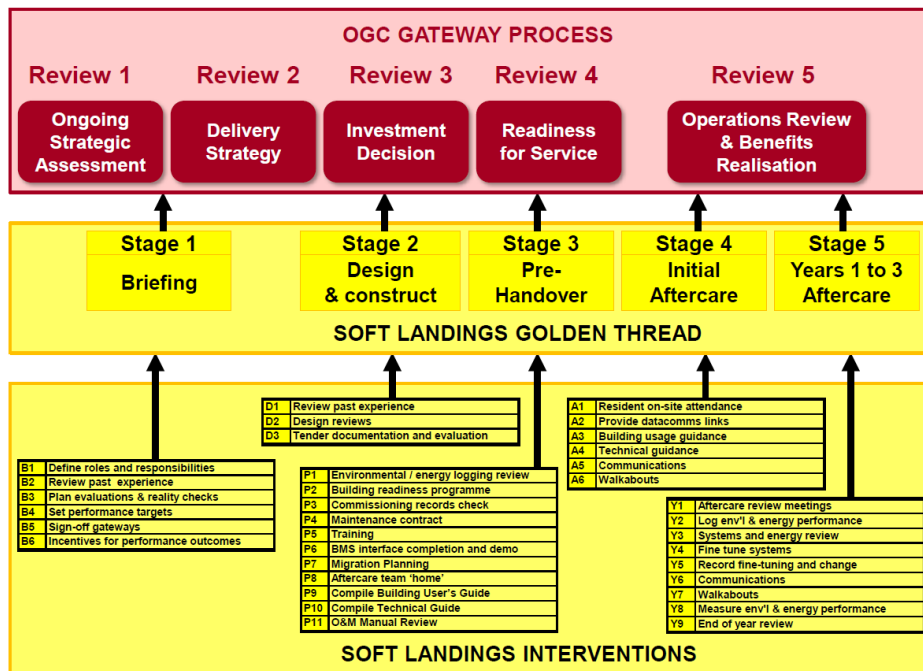 OGC GATEWAY PROCESS
Review 1
Review 2
Review 3
Review 4
Review 5
Ongoing
Strategic
Assessment
Delivery
Strategy
Investment
Decision
Readiness
for Service
Operations Review
& Benefits
Realisation
Stage 1
Briefing
Stage 2
Design
& construct
Stage 3
Pre-
Handover
Stage 4
Initial
Aftercare
Stage 5
Years 1 to 3
Aftercare
SOFT LANDINGS GOLDEN THREAD
B1 Define roles and responsibilities
B2 Review past experience
B3 Plan evaluations & reality checks
B4 Set performance targets
B5 Sign-off gateways
B6 Incentives for performance outcomes
D1 Review past experience
D2 Design reviews
D3 Tender documentation and evaluation
P1 Environmental / energy logging review
P2 Building readiness programme
P3 Commissioning records check
P4 Maintenance contract
P5 Training
P6 BMS interface completion and demo
P7 Migration Planning
P8 Aftercare team ‘home’
P9 Compile Building User’s Guide
P10 Compile Technical Guide
P11 O&M Manual Review
A1 Resident on-site attendance
A2 Provide datacomms links
A3 Building usage guidance
A4 Technical guidance
A5 Communications
A6 Walkabouts
Y1 Aftercare review meetings
Y2 Log env'l & energy performance
Y3 Systems and energy review
Y4 Fine tune systems
Y5 Record fine-tuning and change
Y6 Communications
Y7 Walkabouts
Y8 Measure env'l & energy performance
Y9 End of year review
SOFT LANDINGS INTERVENTIONS